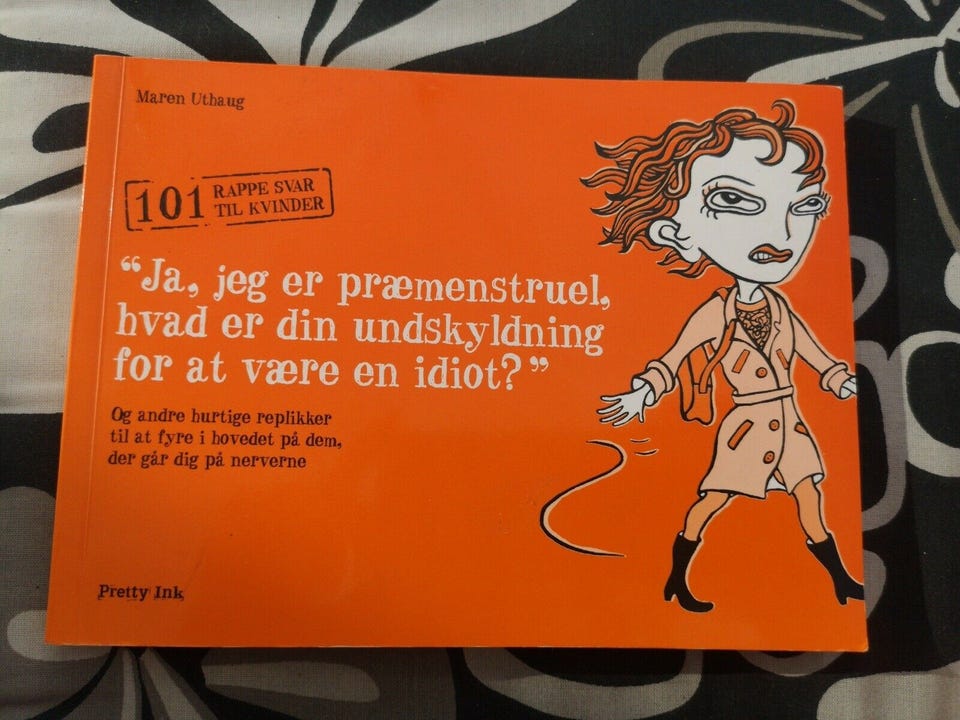 Maren Uthaug
101 RAPPE SVAR
TIL KVINDER
“Ja, jeg er præmenstruel,
hvad er din undskyldning
for at være en idiot?”
Og andre hurtige replikker
til at fyre i hovedet på dem,
der går dig på nerverne
Pretty Ink